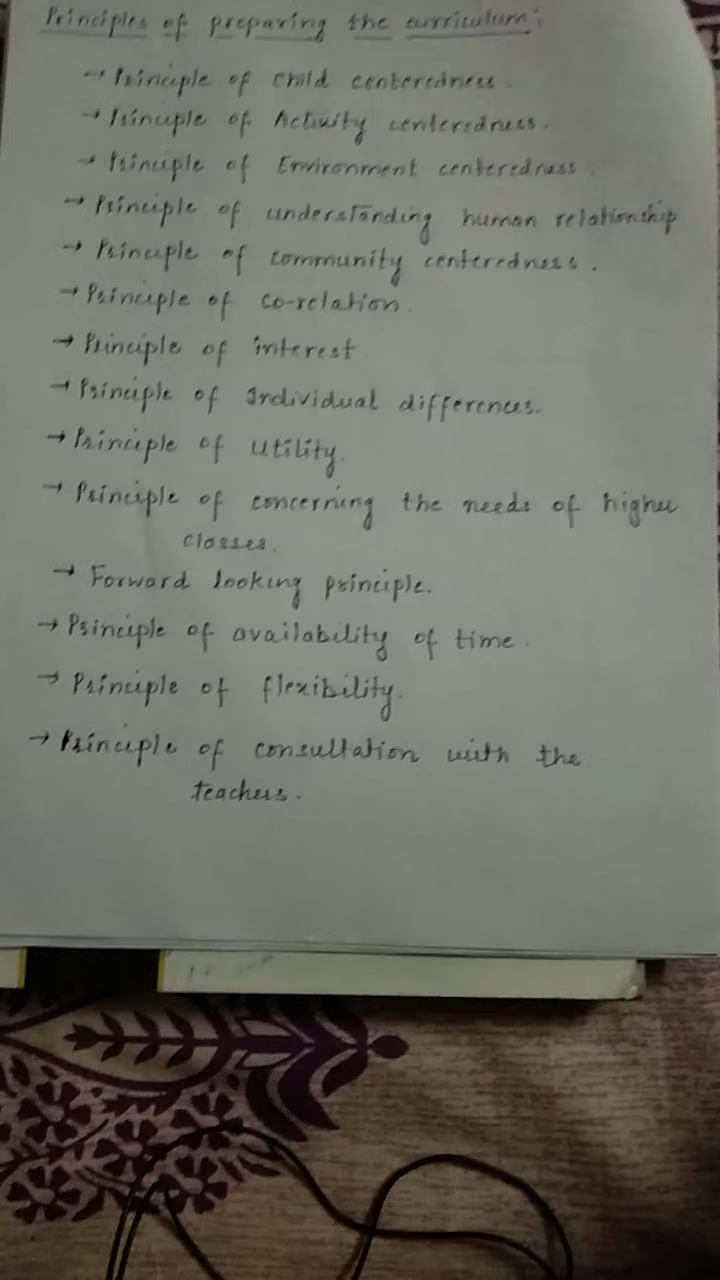 Principles of preparing the curriculum:
→ Principle of child centeredness.
→ Principle of Activity centeredness.
→ Principle of Environment centeredness.
→ Principle of understanding human relationship.
→ Principle of community centeredness.
→ Principle of co-relation.
→ Principle of interest
→ Principle of Individual differences.
→ Principle of Utility.
→ Principle of concerning the needs of higher
classes.
→ Forward looking principle.
→ Principle of availability of time.
→ Principle of flexibility.
→ Principle of consultation with the
teachers.